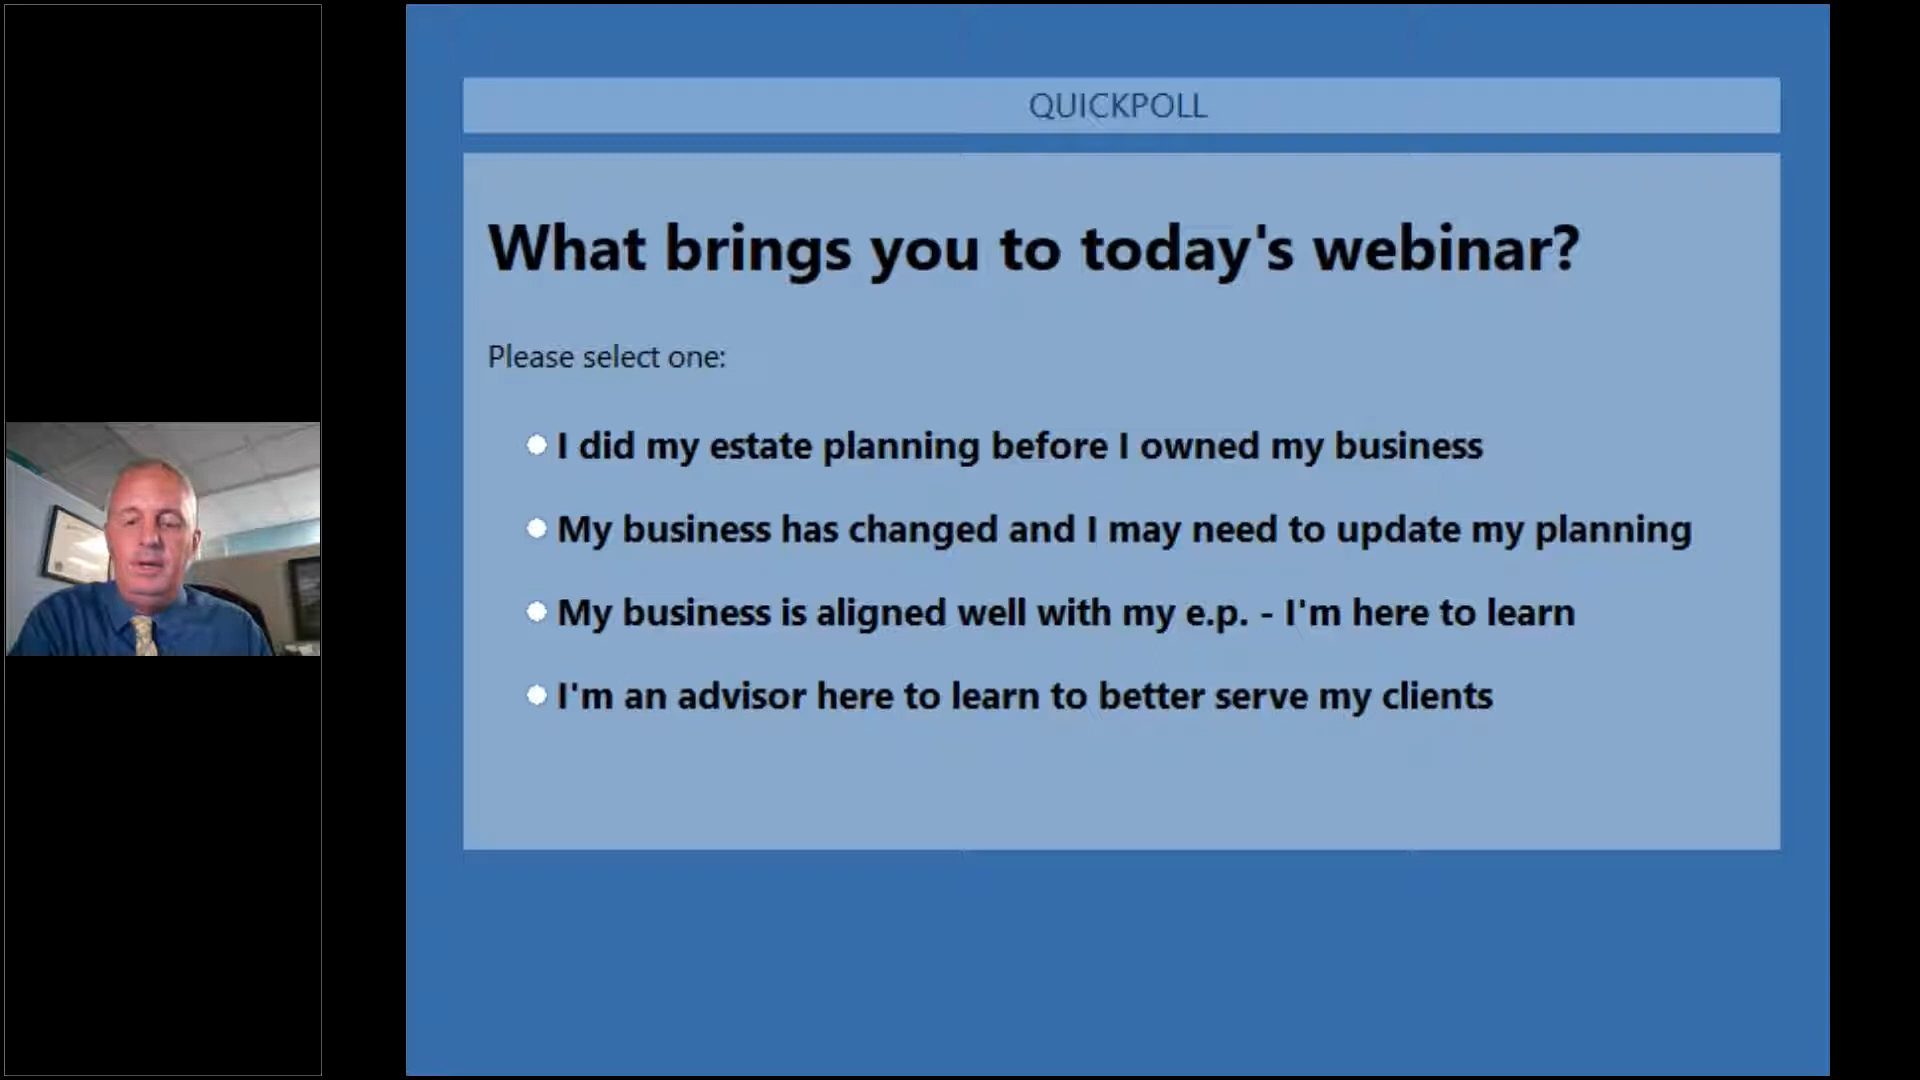 QUICKPOLL
What brings you to today's webinar?
Please select one:
I did my estate planning before I owned my business
My business has changed and I may need to update my planning
My business is aligned well with my e.p. - I'm here to learn
I'm an advisor here to learn to better serve my clients